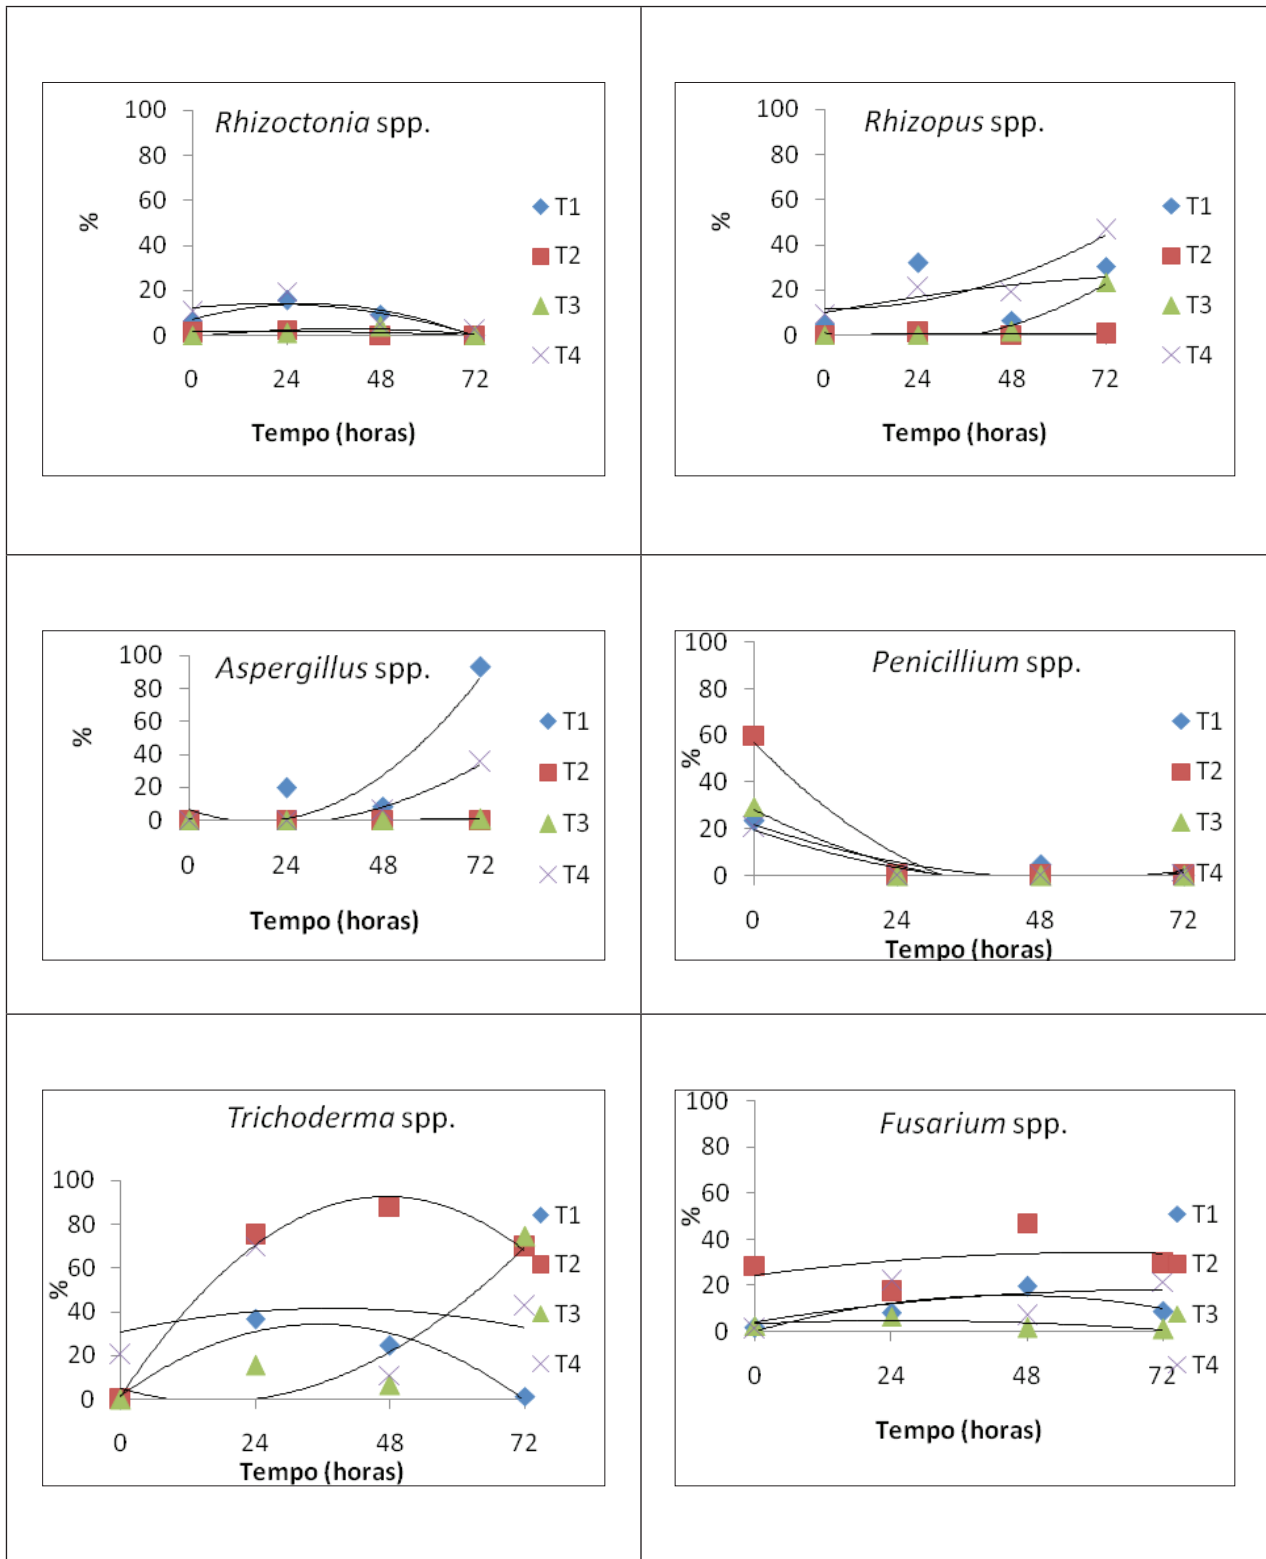 Rhizoctonia spp.
100
80
60
40
20
0
%
0 24 48 72
Tempo (horas)
T1
T2
T3
T4
Rhizopus spp.
100
80
60
40
20
0
%
0 24 48 72
Tempo (horas)
T1
T2
T3
T4
Aspergillus spp.
100
80
60
40
20
0
%
0 24 48 72
Tempo (horas)
T1
T2
T3
T4
Penicillium spp.
100
80
60
40
20
0
%
0 24 48 72
Tempo (horas)
T1
T2
T3
T4
Trichoderma spp.
100
80
60
40
20
0
%
0 24 48 72
Tempo (horas)
T1
T2
T3
T4
Fusarium spp.
100
80
60
40
20
0
%
0 24 48 72
Tempo (horas)
T1
T2
T3
T4